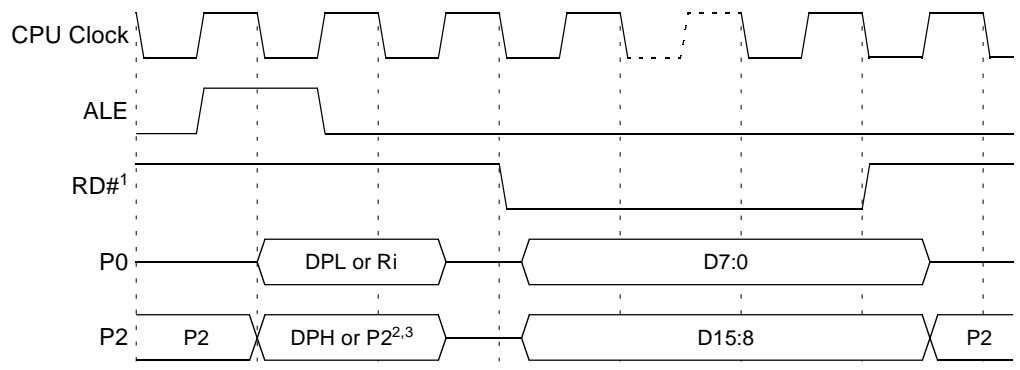 CPU Clock
ALE
RD#¹
P0 DPL or Ri D7:0
P2 P2 DPH or P2²,³ D15:8 P2